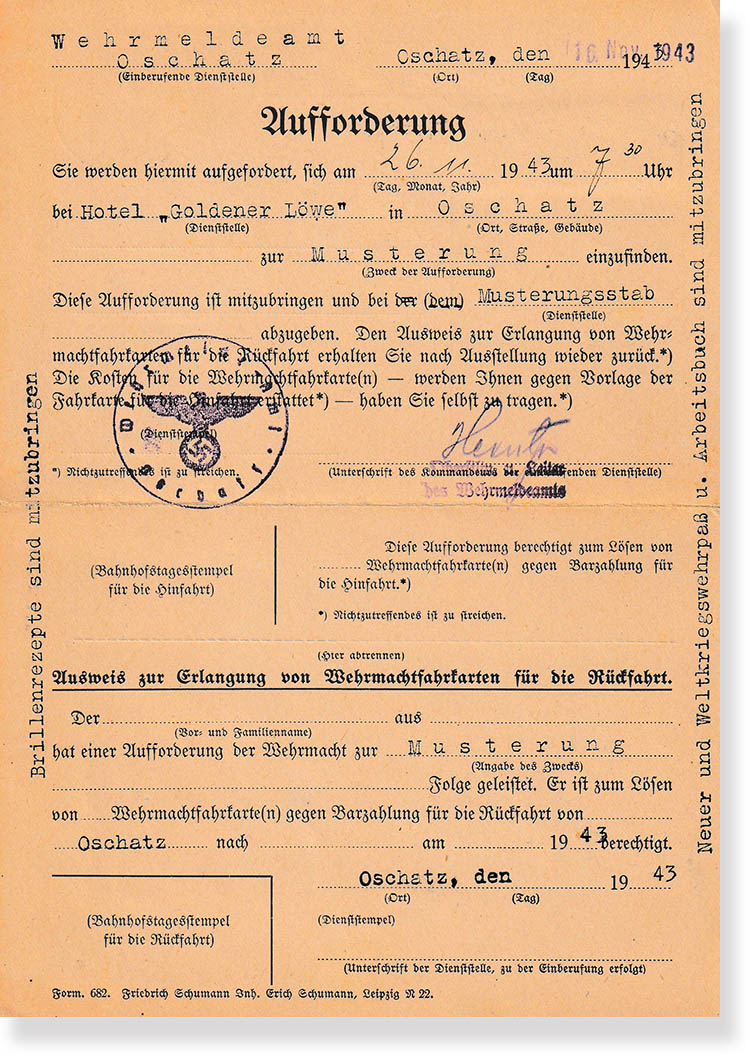 Wehrmeldeamt
Oschatz
(Einberufende Dienststelle)
Oschatz, den 16. Nov. 1943
(Ort) (Tag)
Aufforderung
Sie werden hiermit aufgefordert, sich am 26. 11. 1943 um 7 30 Uhr
(Tag, Monat, Jahr)
bei Hotel „Goldener Löwe" in Oschatz
(Dienststelle) (Ort, Straße, Gebäude)
zur Musterung einzufinden.
(Zweck der Aufforderung)
Diese Aufforderung ist mitzubringen und bei der (dem) Musterungsstab
(Dienststelle)
abzugeben. Den Ausweis zur Erlangung von Wehr-
machtfahrkarten für die Rückfahrt erhalten Sie nach Ausstellung wieder zurück.*)
Die Kosten für die Wehrmachtfahrkarte(n) — werden Ihnen gegen Vorlage der
Fahrkarte für die Hinfahrt erstattet*) — haben Sie selbst zu tragen.*)
(Dienststempel)
Wehrmeldeamt
Oschatz
*) Nichtzutreffendes ist zu streichen.
(Unterschrift des Kommandeurs der einberufenden Dienststelle)
des Wehrmeldeamts
(Bahnhofstagesstempel
für die Hinfahrt)
Diese Aufforderung berechtigt zum Lösen von
Wehrmachtfahrkarte(n) gegen Barzahlung für
die Hinfahrt.*)
*) Nichtzutreffendes ist zu streichen.
(Hier abtrennen)
Ausweis zur Erlangung von Wehrmachtfahrkarten für die Rückfahrt.
Der aus
(Vor- und Familienname)
hat einer Aufforderung der Wehrmacht zur Musterung
(Angabe des Zwecks)
Folge geleistet. Er ist zum Lösen
von Wehrmachtfahrkarte(n) gegen Barzahlung für die Rückfahrt von
Oschatz nach am 1943 berechtigt.
Oschatz, den 1943
(Ort) (Tag)
(Bahnhofstagesstempel
für die Rückfahrt)
(Dienststempel)
(Unterschrift der Dienststelle, zu der Einberufung erfolgt)
Form. 682. Friedrich Schumann Inh. Erich Schumann, Leipzig N 22.
Brillenrezepte sind mitzubringen
Neuer und Weltkriegswehrpaß u. Arbeitsbuch sind mitzubringen